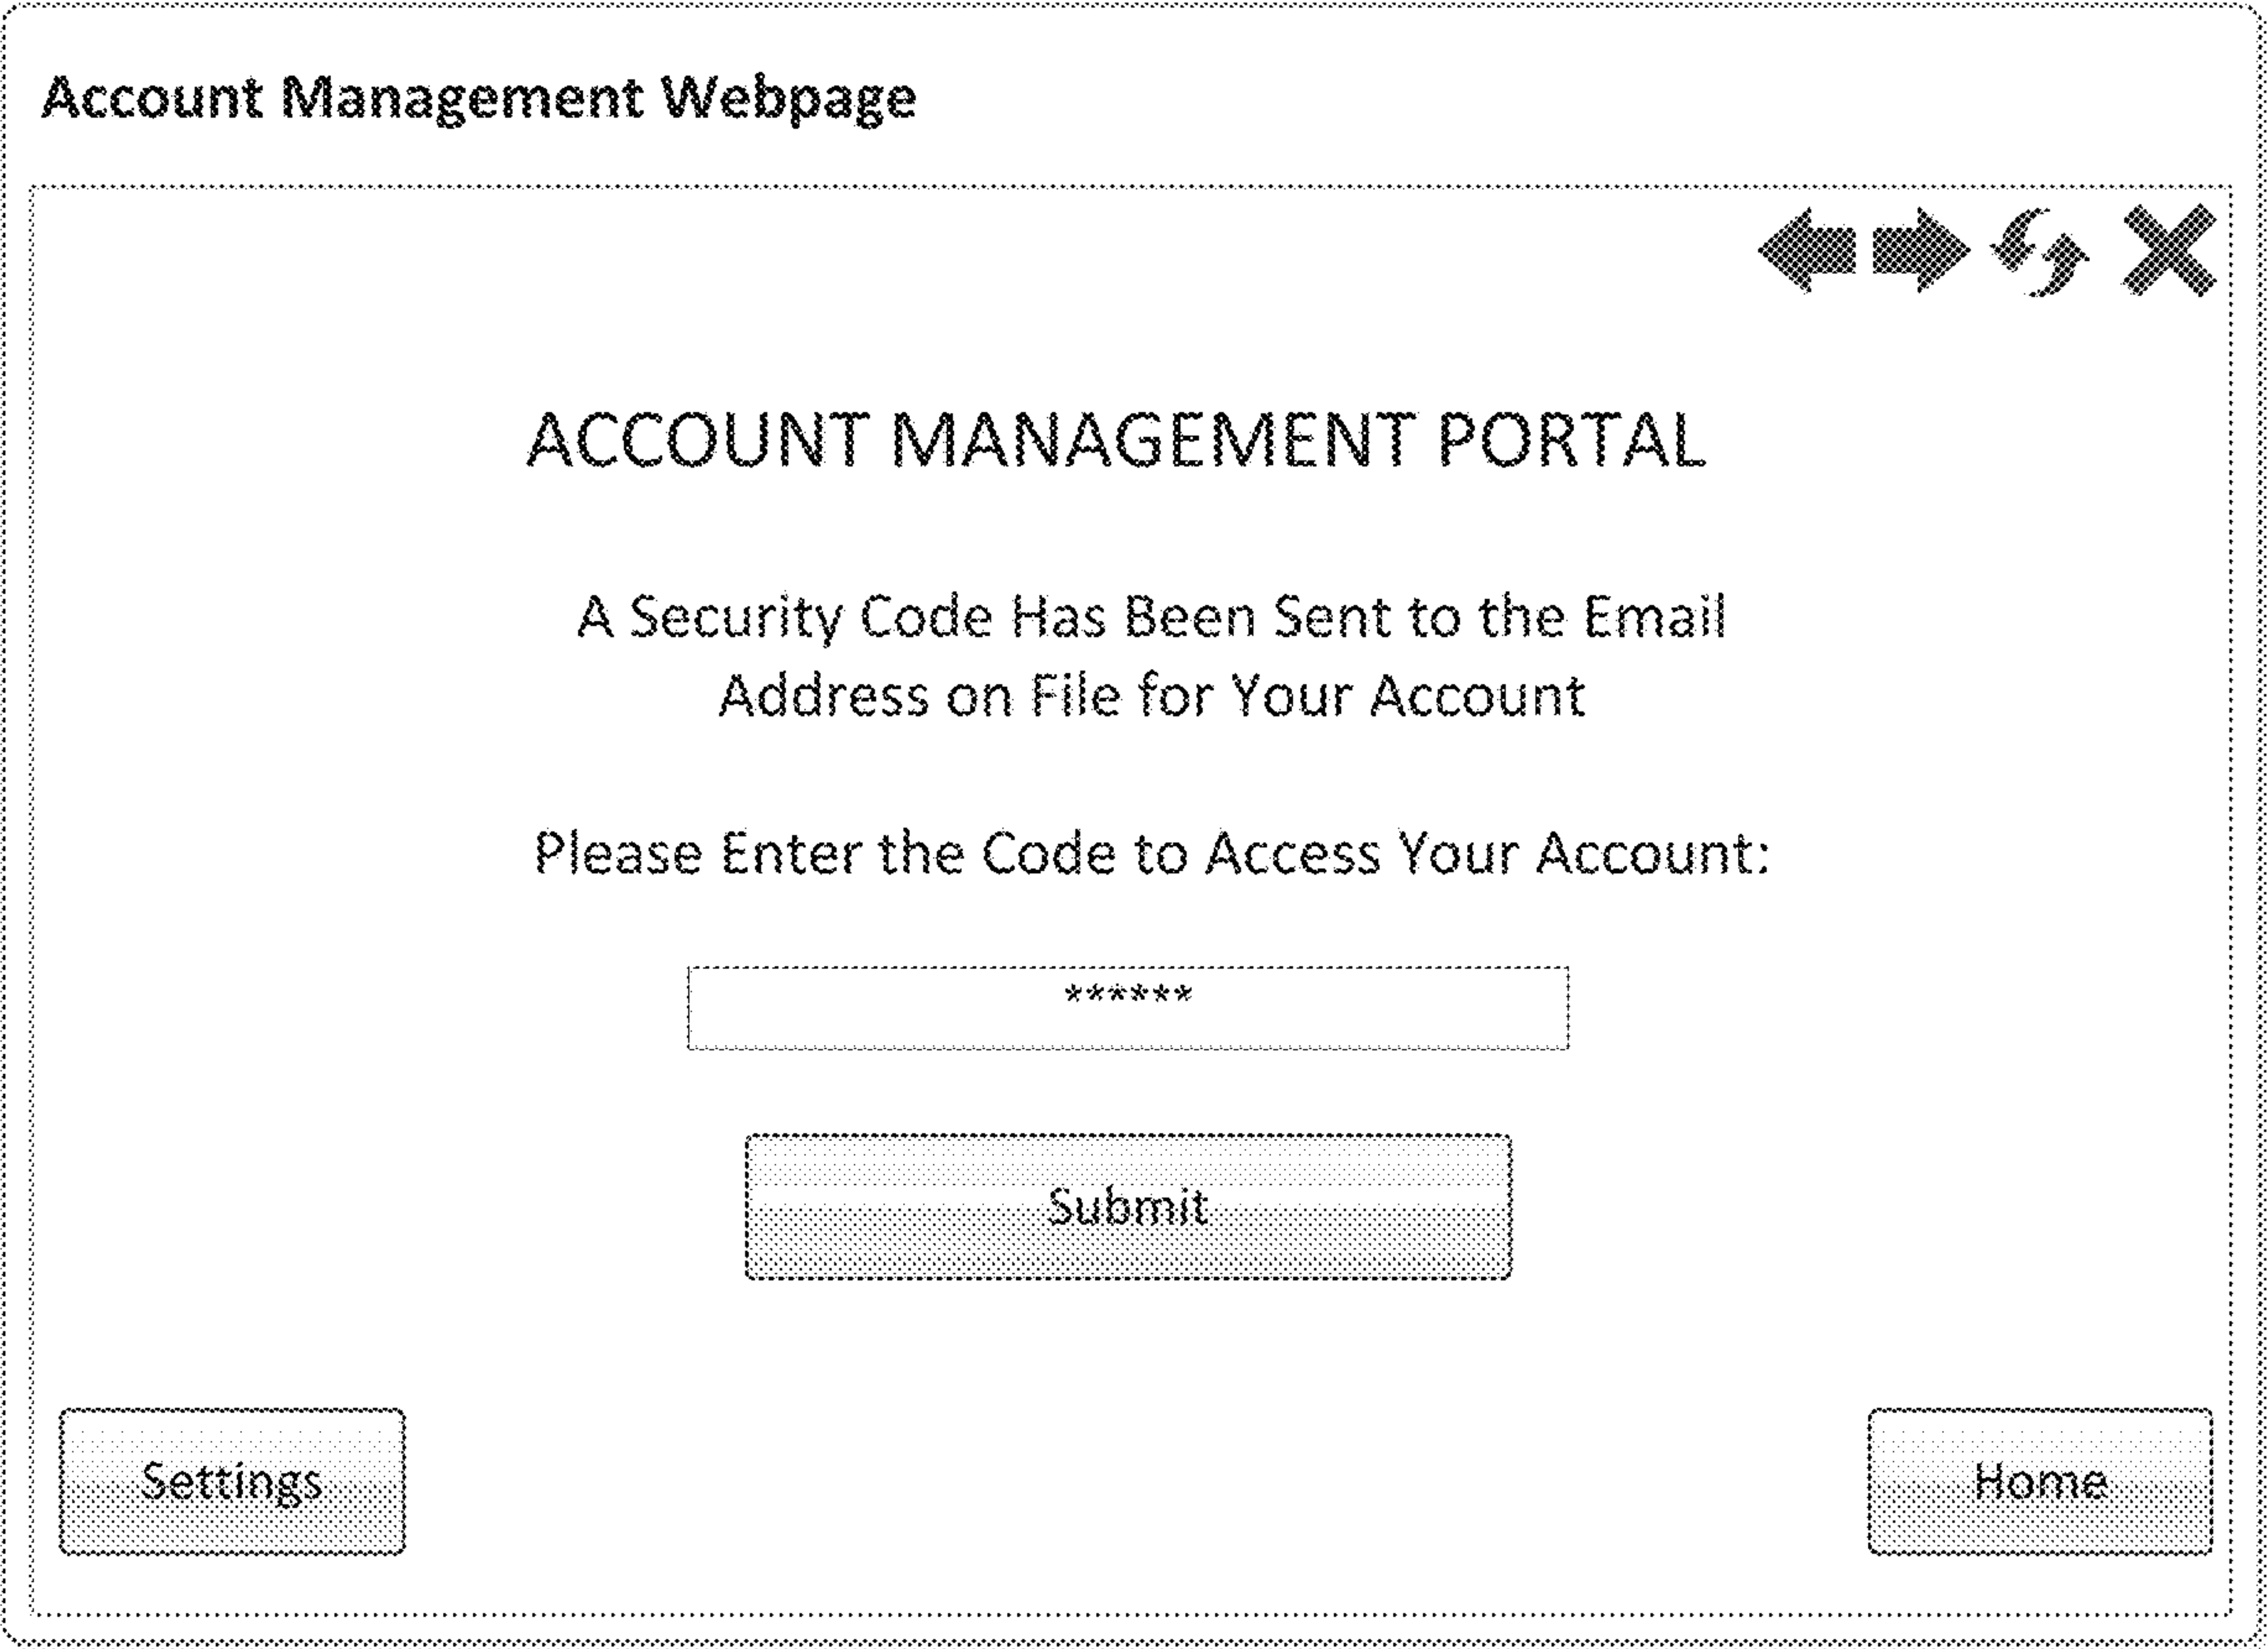 Account Management Webpage
ACCOUNT MANAGEMENT PORTAL
A Security Code Has Been Sent to the Email
Address on File for Your Account
Please Enter the Code to Access Your Account:
******
Submit
Settings
Home